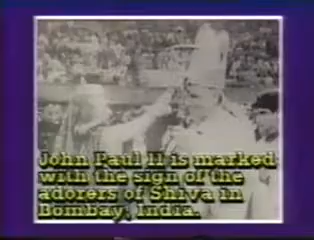 John Paul II is marked
with the sign of the
adorers of Shiva in
Bombay, India.